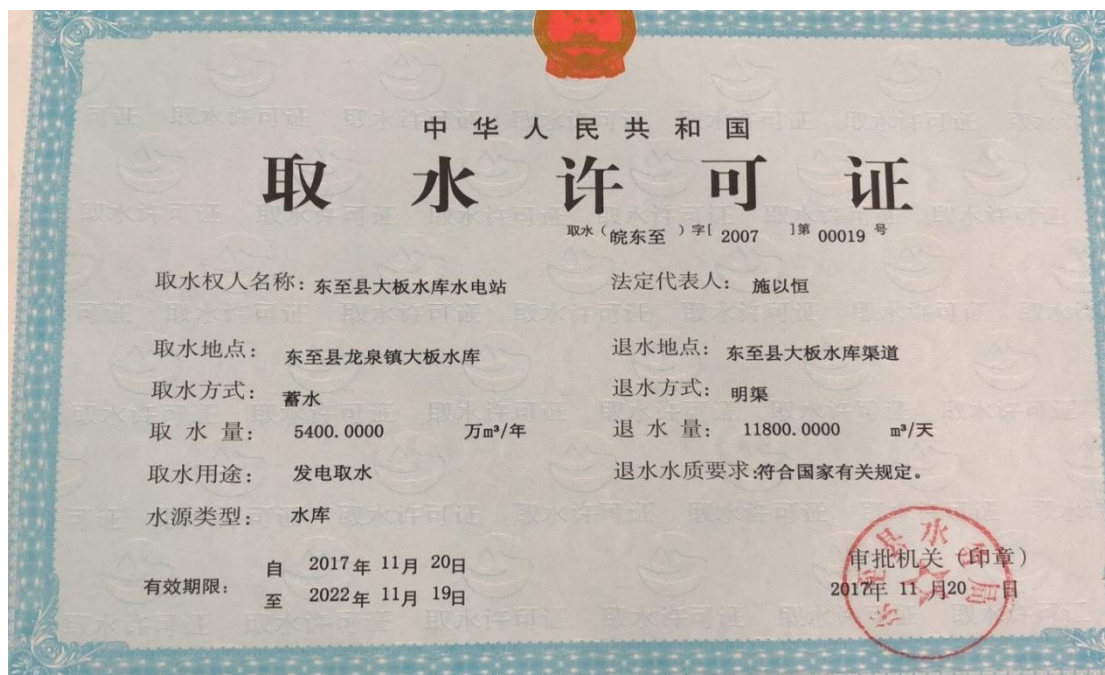 中华人民共和国
取水许可证
取水（皖东至）字[2007]第00019号
取水权人名称：东至县大板水库水电站 法定代表人：施以恒
取水地点：东至县龙泉镇大板水库 退水地点：东至县大板水库渠道
取水方式：蓄水 退水方式：明渠
取水量：5400.0000 万m³/年 退水量：11800.0000 m³/天
取水用途：发电取水 退水水质要求:符合国家有关规定。
水源类型：水库
有效期限：自 2017年 11月 20日
至 2022年 11月 19日
审批机关（印章）
2017年 11月20日
东至县水务局